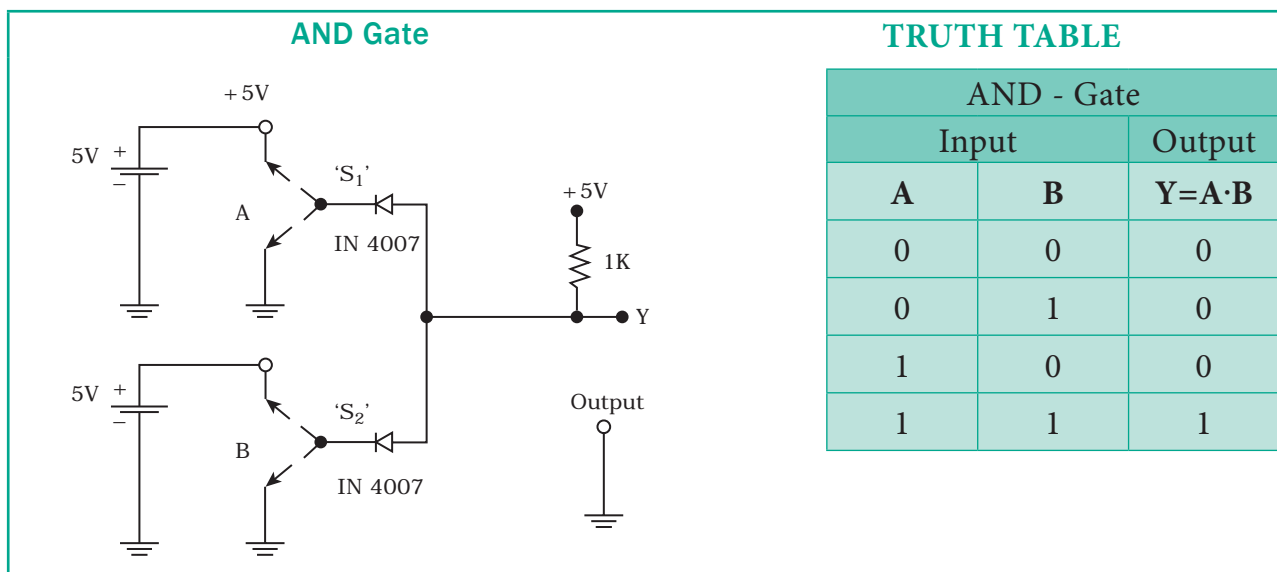 AND Gate
+5V
5V
+
–
'S1'
A
IN 4007
+5V
1K
Y
5V
+
–
'S2'
B
IN 4007
Output
TRUTH TABLE
AND - Gate
Input Output
A B Y=A·B
0 0 0
0 1 0
1 0 0
1 1 1